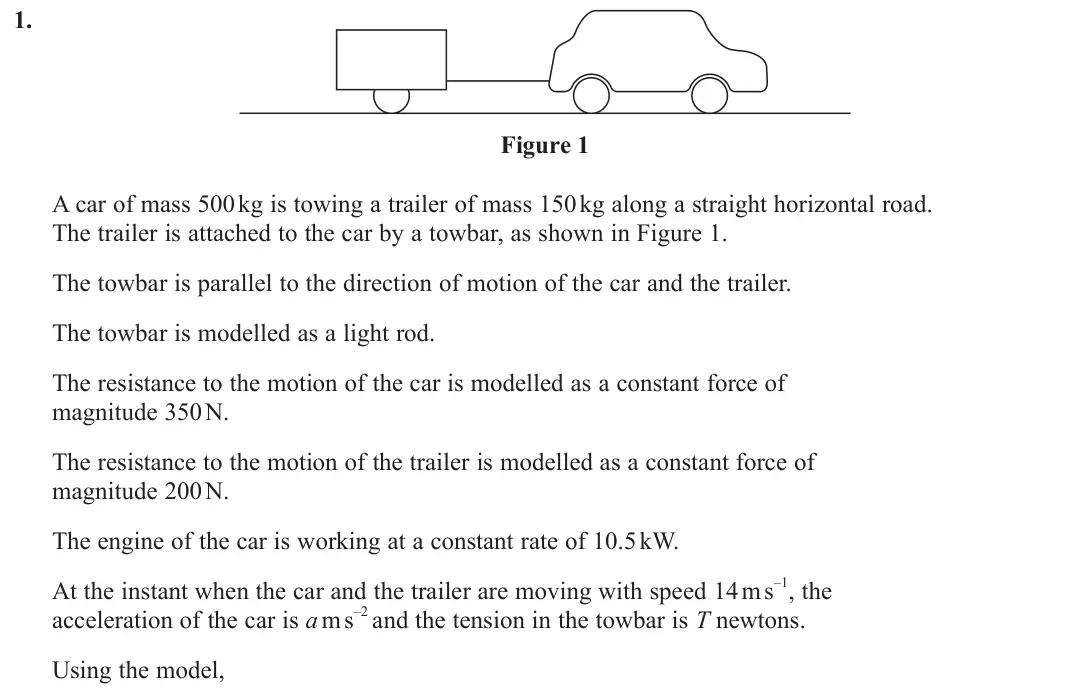 1.
Figure 1
A car of mass 500 kg is towing a trailer of mass 150 kg along a straight horizontal road.
The trailer is attached to the car by a towbar, as shown in Figure 1.
The towbar is parallel to the direction of motion of the car and the trailer.
The towbar is modelled as a light rod.
The resistance to the motion of the car is modelled as a constant force of
magnitude 350 N.
The resistance to the motion of the trailer is modelled as a constant force of
magnitude 200 N.
The engine of the car is working at a constant rate of 10.5 kW.
At the instant when the car and the trailer are moving with speed 14 m s⁻¹, the
acceleration of the car is a m s⁻² and the tension in the towbar is T newtons.
Using the model,